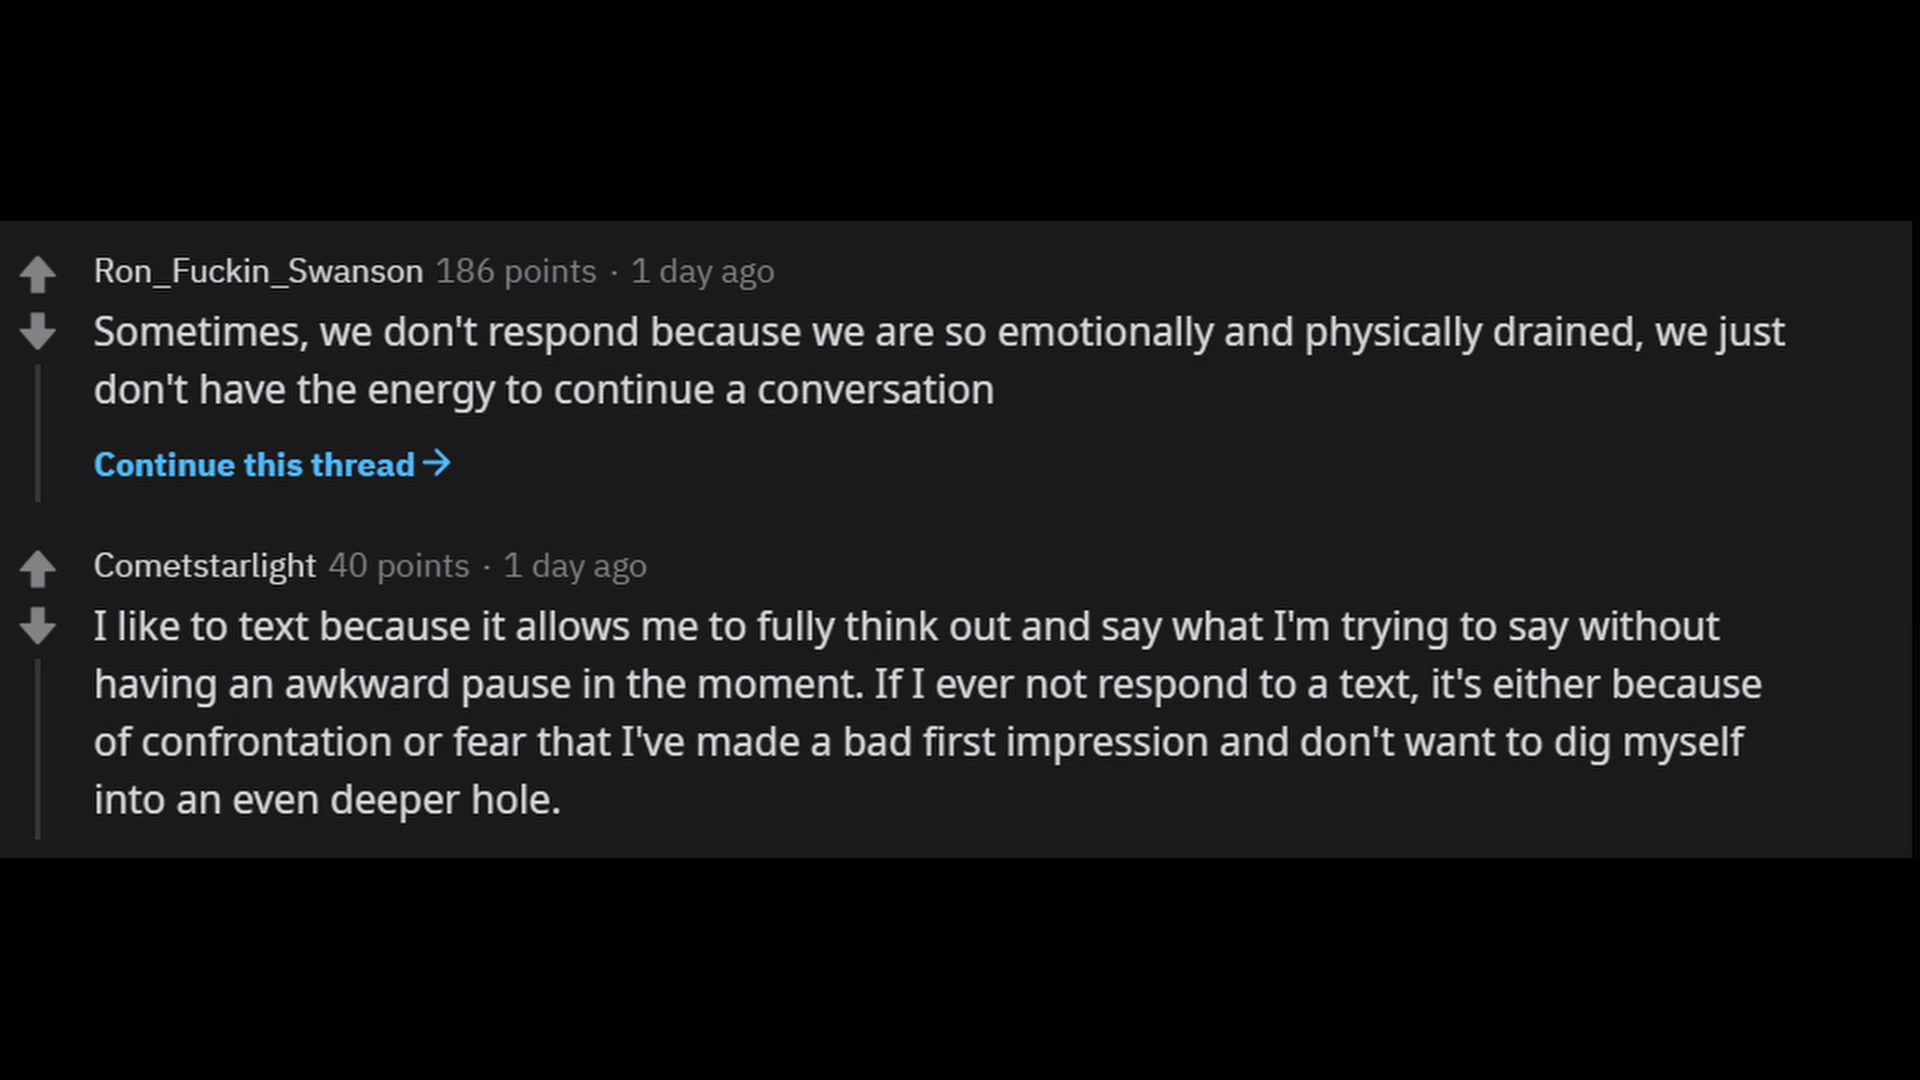 Ron_Fuckin_Swanson 186 points · 1 day ago
Sometimes, we don't respond because we are so emotionally and physically drained, we just
don't have the energy to continue a conversation
Continue this thread →
Cometstarlight 40 points · 1 day ago
I like to text because it allows me to fully think out and say what I'm trying to say without
having an awkward pause in the moment. If I ever not respond to a text, it's either because
of confrontation or fear that I've made a bad first impression and don't want to dig myself
into an even deeper hole.